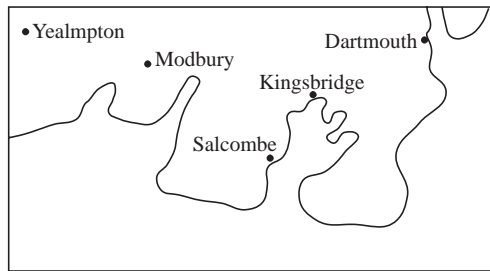 Yealmpton
Dartmouth
Modbury
Kingsbridge
Salcombe